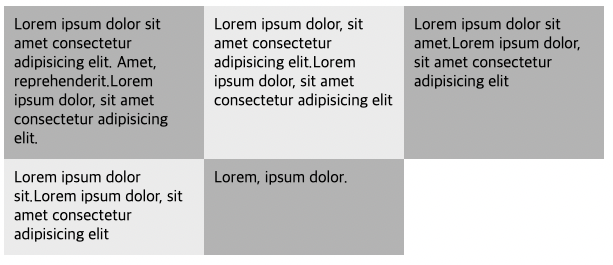 Lorem ipsum dolor sit
amet consectetur
adipisicing elit. Amet,
reprehenderit.Lorem
ipsum dolor, sit amet
consectetur adipisicing
elit.
Lorem ipsum dolor, sit
amet consectetur
adipisicing elit.Lorem
ipsum dolor, sit amet
consectetur adipisicing elit
Lorem ipsum dolor sit
amet.Lorem ipsum dolor,
sit amet consectetur
adipisicing elit
Lorem ipsum dolor
sit.Lorem ipsum dolor, sit
amet consectetur
adipisicing elit
Lorem, ipsum dolor.